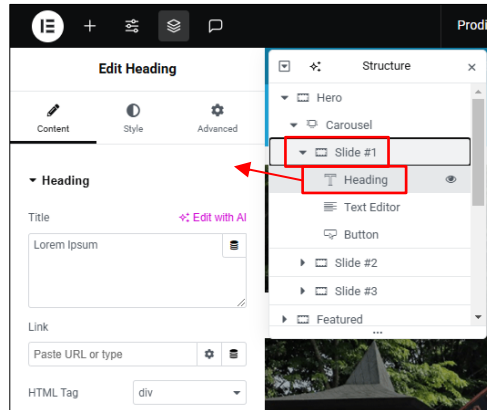 Prodi
Edit Heading
Content
Style
Advanced
Heading
Title
Edit with AI
Lorem Ipsum
Link
Paste URL or type
HTML Tag
div
Structure
Hero
Carousel
Slide #1
Heading
Text Editor
Button
Slide #2
Slide #3
Featured